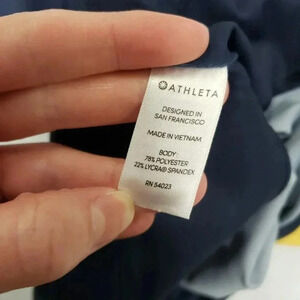 ATHLETA
DESIGNED IN
SAN FRANCISCO
MADE IN VIETNAM
BODY:
78% POLYESTER
22% LYCRA® SPANDEX
RN 54023